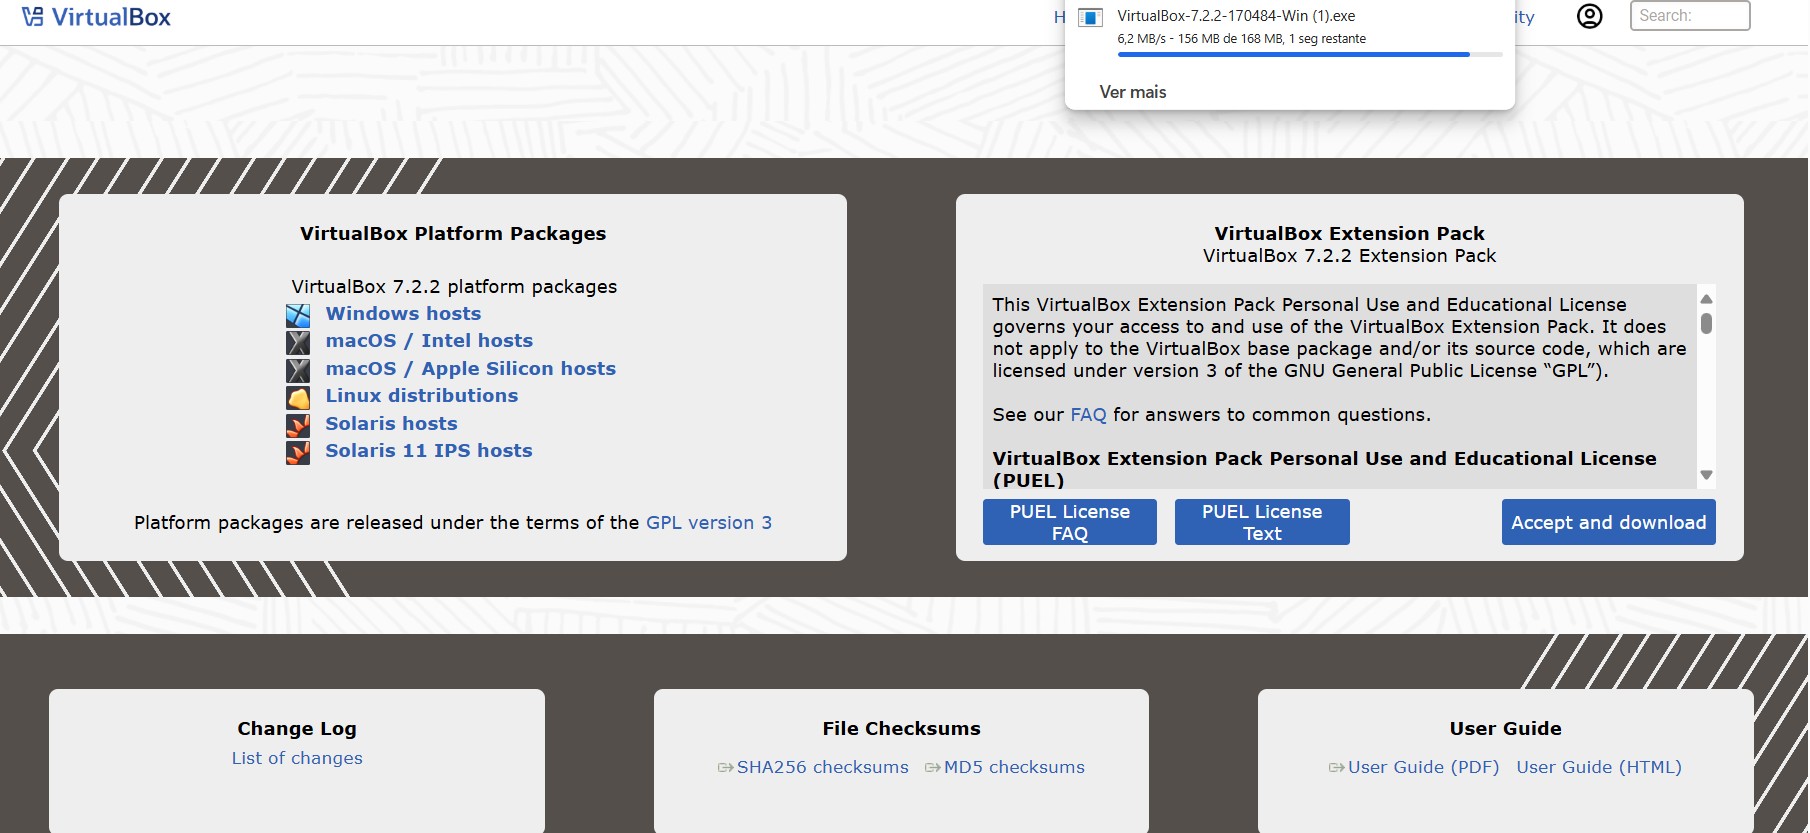 VirtualBox
H
ity
Search:
VirtualBox-7.2.2-170484-Win (1).exe
6,2 MB/s - 156 MB de 168 MB, 1 seg restante
Ver mais
VirtualBox Platform Packages
VirtualBox 7.2.2 platform packages
Windows hosts
macOS / Intel hosts
macOS / Apple Silicon hosts
Linux distributions
Solaris hosts
Solaris 11 IPS hosts
Platform packages are released under the terms of the GPL version 3
VirtualBox Extension Pack
VirtualBox 7.2.2 Extension Pack
This VirtualBox Extension Pack Personal Use and Educational License
governs your access to and use of the VirtualBox Extension Pack. It does
not apply to the VirtualBox base package and/or its source code, which are
licensed under version 3 of the GNU General Public License “GPL”).
See our FAQ for answers to common questions.
VirtualBox Extension Pack Personal Use and Educational License
(PUEL)
PUEL License
FAQ
PUEL License
Text
Accept and download
Change Log
List of changes
File Checksums
SHA256 checksums MD5 checksums
User Guide
User Guide (PDF) User Guide (HTML)